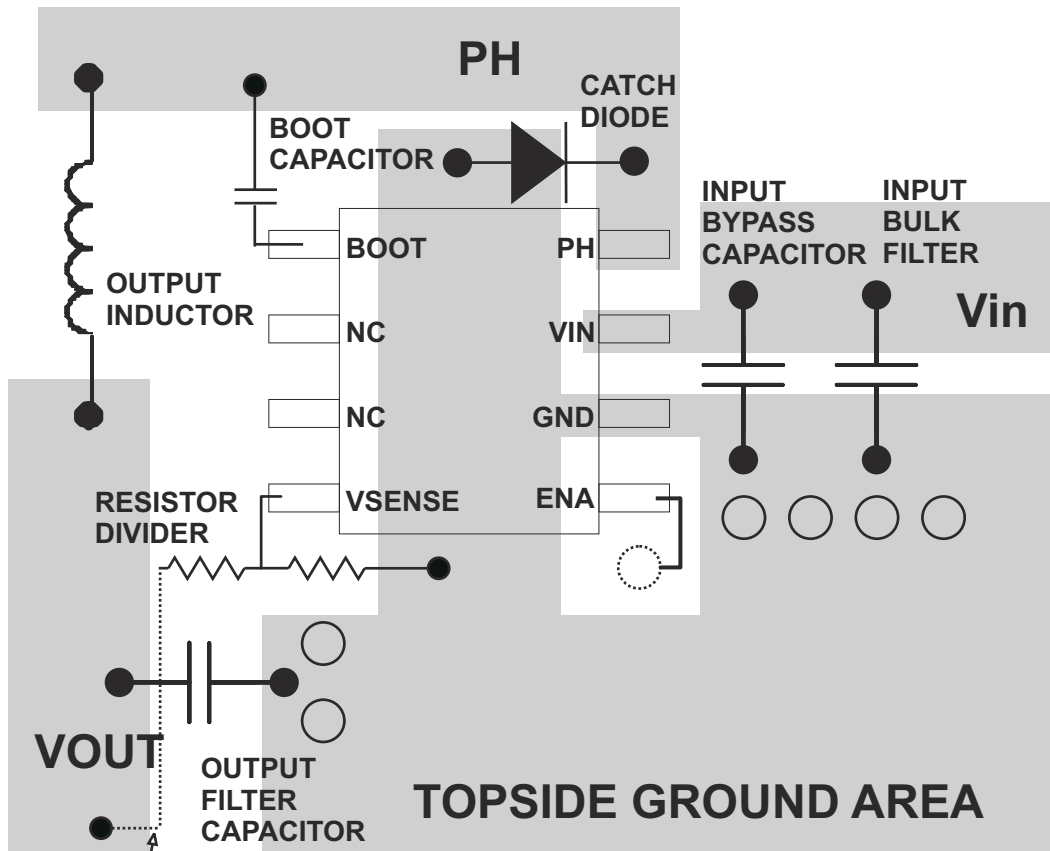 PH
CATCH
DIODE
BOOT
CAPACITOR
INPUT
BYPASS
CAPACITOR
INPUT
BULK
FILTER
BOOT
PH
OUTPUT
INDUCTOR
Vin
NC
VIN
NC
GND
RESISTOR
DIVIDER
VSENSE
ENA
VOUT
OUTPUT
FILTER
CAPACITOR
TOPSIDE GROUND AREA